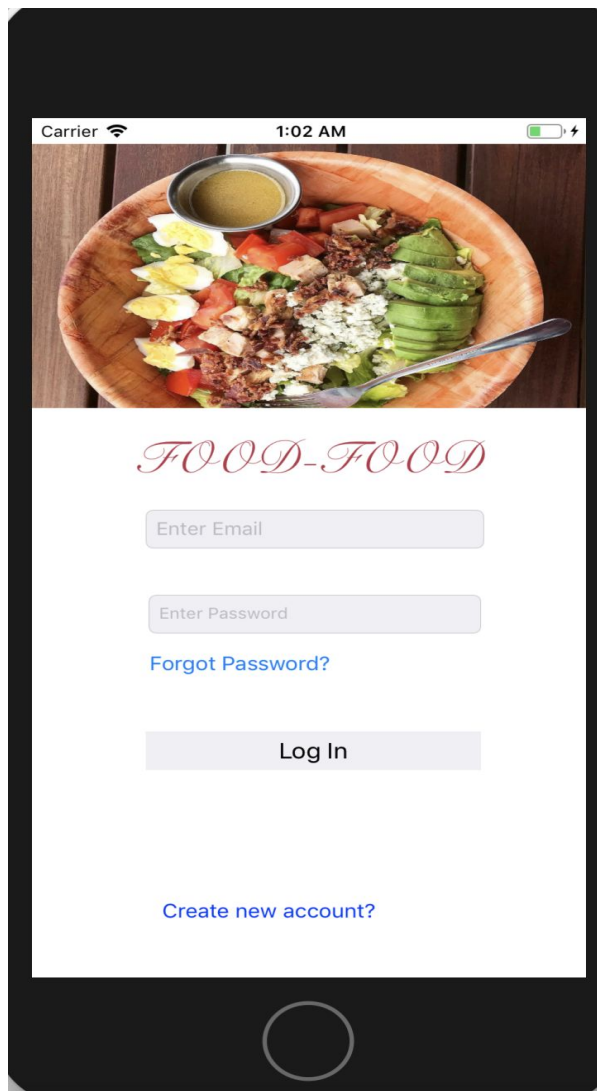 Carrier 1:02 AM
FOOD-FOOD
Enter Email
Enter Password
Forgot Password?
Log In
Create new account?